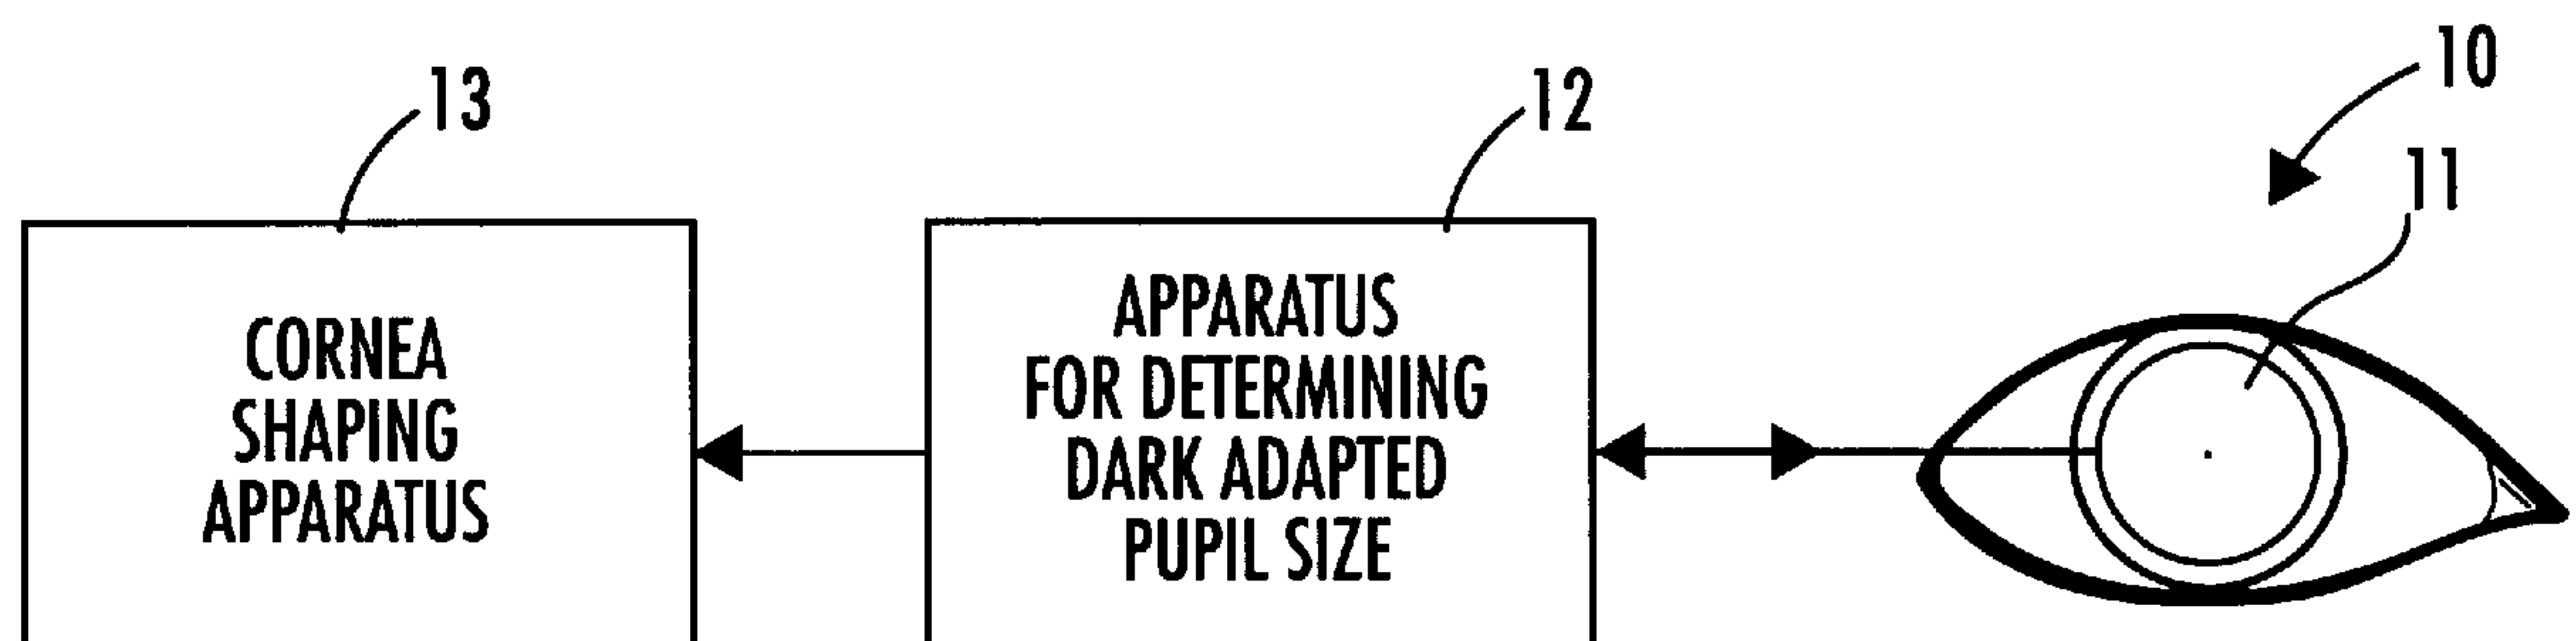 13
12
10
11
CORNEA
SHAPING
APPARATUS
APPARATUS
FOR DETERMINING
DARK ADAPTED
PUPIL SIZE